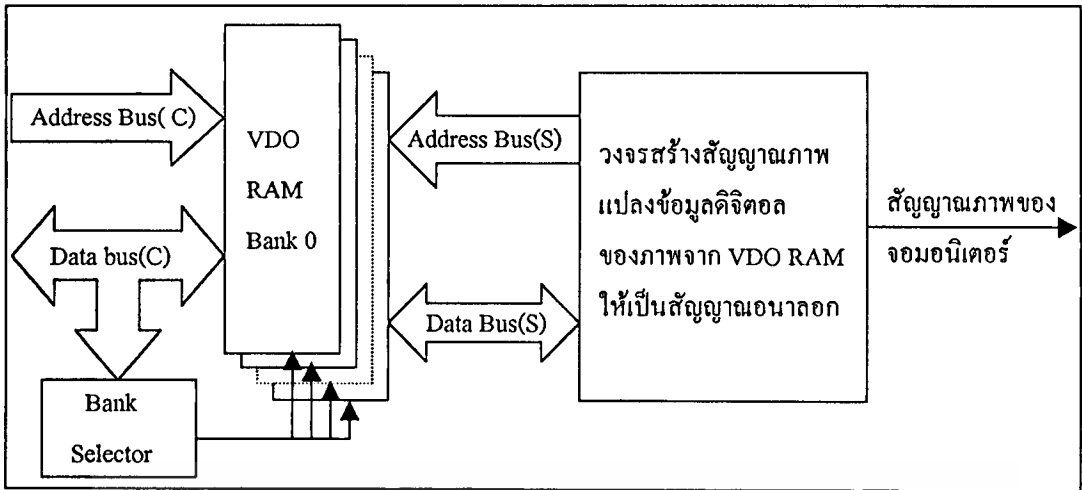 Address Bus( C)
VDO
RAM
Bank 0
Data bus(C)
Bank
Selector
Address Bus(S)
Data Bus(S)
วงจรสร้างสัญญาณภาพ
แปลงข้อมูลดิจิตอล
ของภาพจาก VDO RAM
ให้เป็นสัญญาณอนาลอก
สัญญาณภาพของ
จอมอนิเตอร์